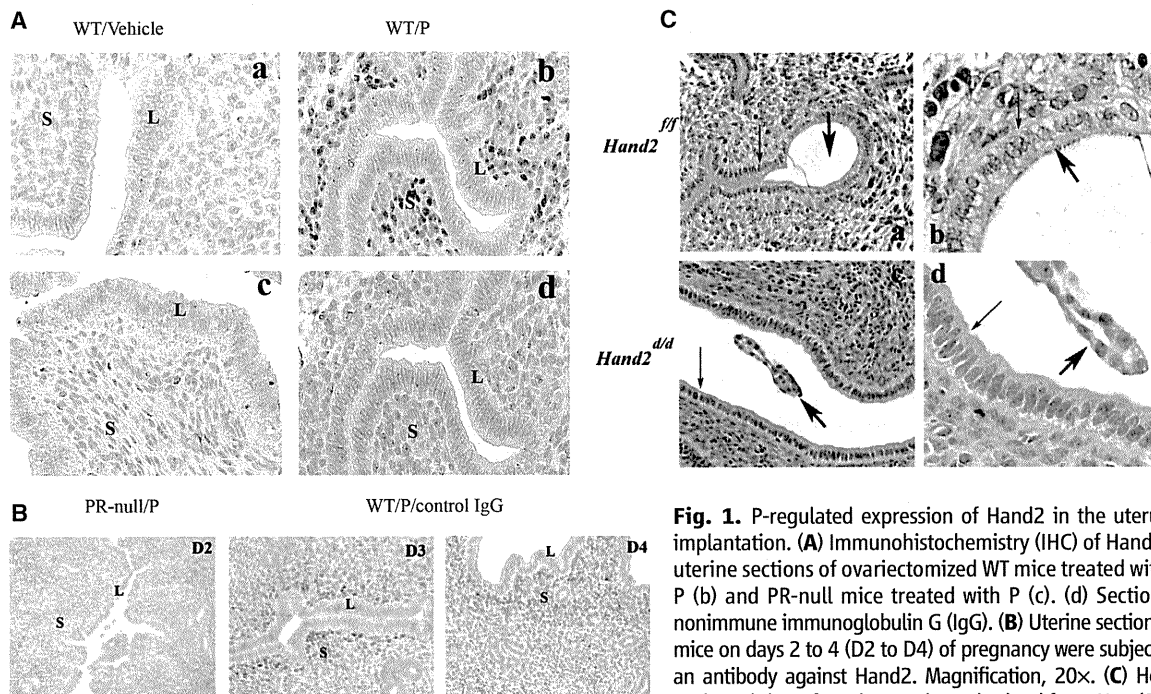 A
WT/Vehicle
WT/P
a
S
L
b
L
S
c
L
S
d
L
S
PR-null/P
WT/P/control IgG
B
D2
L
S
D3
L
S
D4
L
S
C
Hand2 f/f
a
b
Hand2 d/d
c
d
Fig. 1. P-regulated expression of Hand2 in the uteru
implantation. (A) Immunohistochemistry (IHC) of Hand
uterine sections of ovariectomized WT mice treated wit
P (b) and PR-null mice treated with P (c). (d) Section
nonimmune immunoglobulin G (IgG). (B) Uterine section
mice on days 2 to 4 (D2 to D4) of pregnancy were subjec
an antibody against Hand2. Magnification, 20×. (C) He